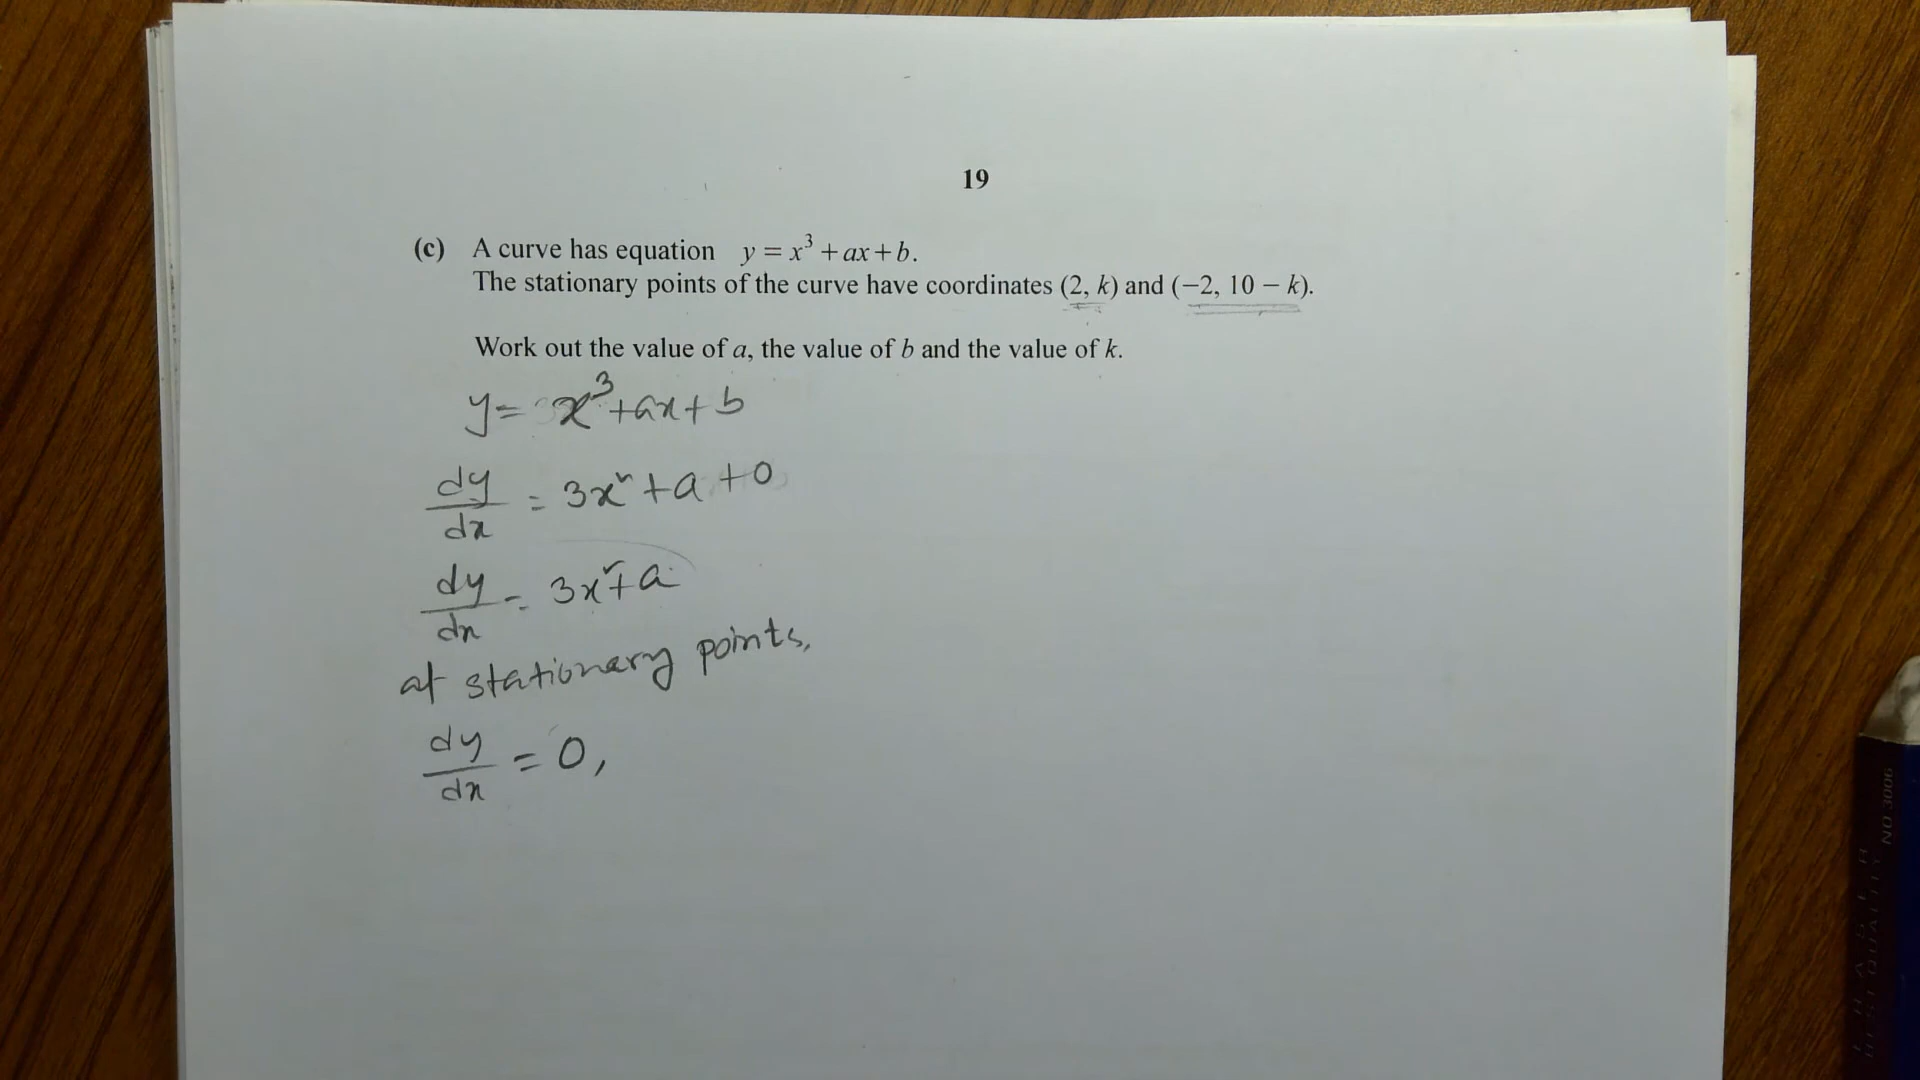 19
(c) A curve has equation y = x³ + ax + b.
The stationary points of the curve have coordinates (2, k) and (−2, 10 − k).
Work out the value of a, the value of b and the value of k.
y = x³ + ax + b
dy/dx = 3x² + a + 0
dy/dx = 3x² + a
at stationary points,
dy/dx = 0,
NO 3006